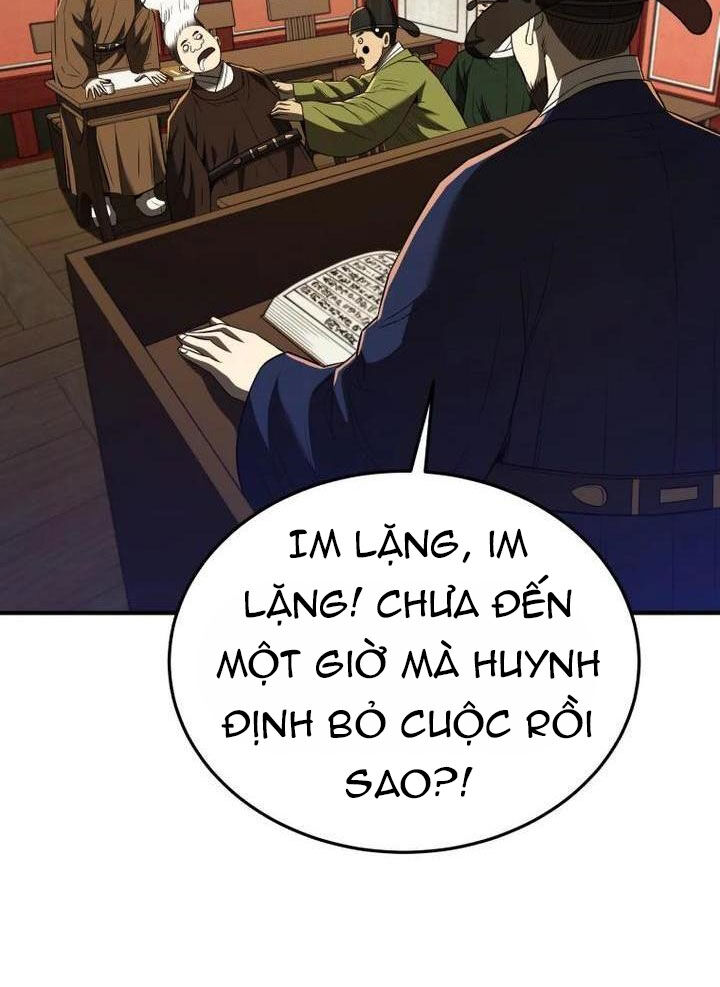 IM LẶNG, IM
LẶNG! CHƯA ĐẾN
MỘT GIỜ MÀ HUYNH
ĐỊNH BỎ CUỘC RỒI
SAO?!